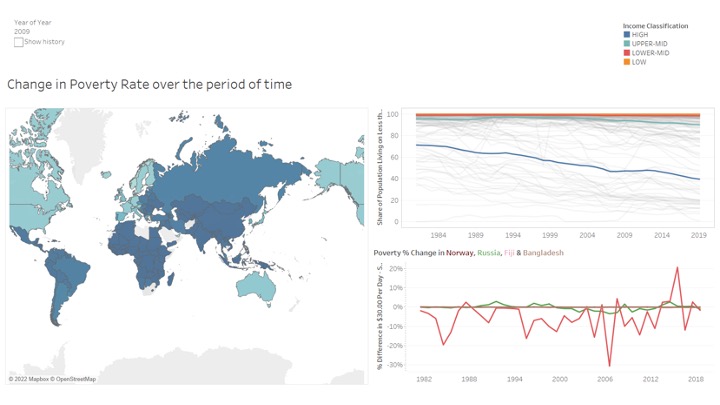 Year of Year
2009
Show history
Income Classification
HIGH
UPPER-MID
LOWER-MID
LOW
Change in Poverty Rate over the period of time
© 2022 Mapbox © OpenStreetMap
Share of Population Living on Less th..
100
80
60
40
20
0
1984
1989
1994
1999
2004
2009
2014
2019
Poverty % Change in Norway, Russia, Fiji & Bangladesh
% Difference in $30.00 Per Day - S..
20%
10%
0%
-10%
-20%
-30%
1982
1988
1994
2000
2006
2012
2018